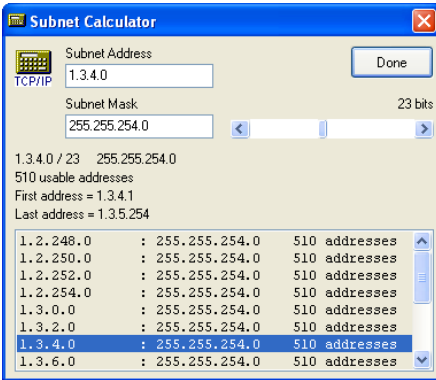 Subnet Calculator
Subnet Address
Done
1.3.4.0
TCP/IP
Subnet Mask
23 bits
255.255.254.0
1.3.4.0 / 23 255.255.254.0
510 usable addresses
First address = 1.3.4.1
Last address = 1.3.5.254
1.2.248.0 : 255.255.254.0 510 addresses
1.2.250.0 : 255.255.254.0 510 addresses
1.2.252.0 : 255.255.254.0 510 addresses
1.2.254.0 : 255.255.254.0 510 addresses
1.3.0.0 : 255.255.254.0 510 addresses
1.3.2.0 : 255.255.254.0 510 addresses
1.3.4.0 : 255.255.254.0 510 addresses
1.3.6.0 : 255.255.254.0 510 addresses